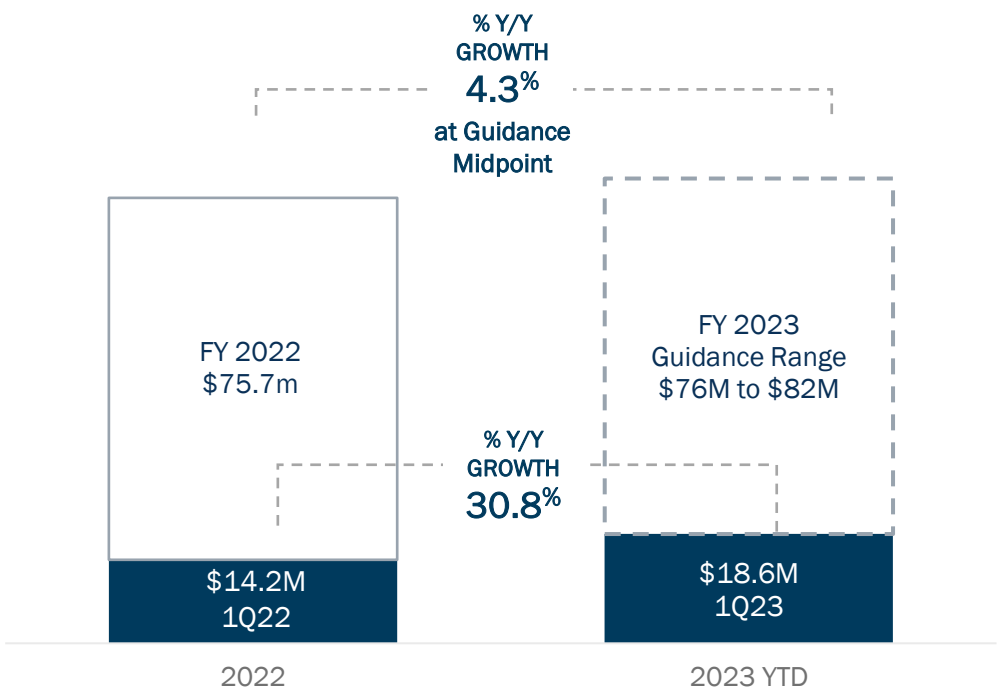 % Y/Y
GROWTH
4.3%
at Guidance
Midpoint
FY 2022
$75.7m
FY 2023
Guidance Range
$76M to $82M
% Y/Y
GROWTH
30.8%
$14.2M
1Q22
$18.6M
1Q23
2022
2023 YTD